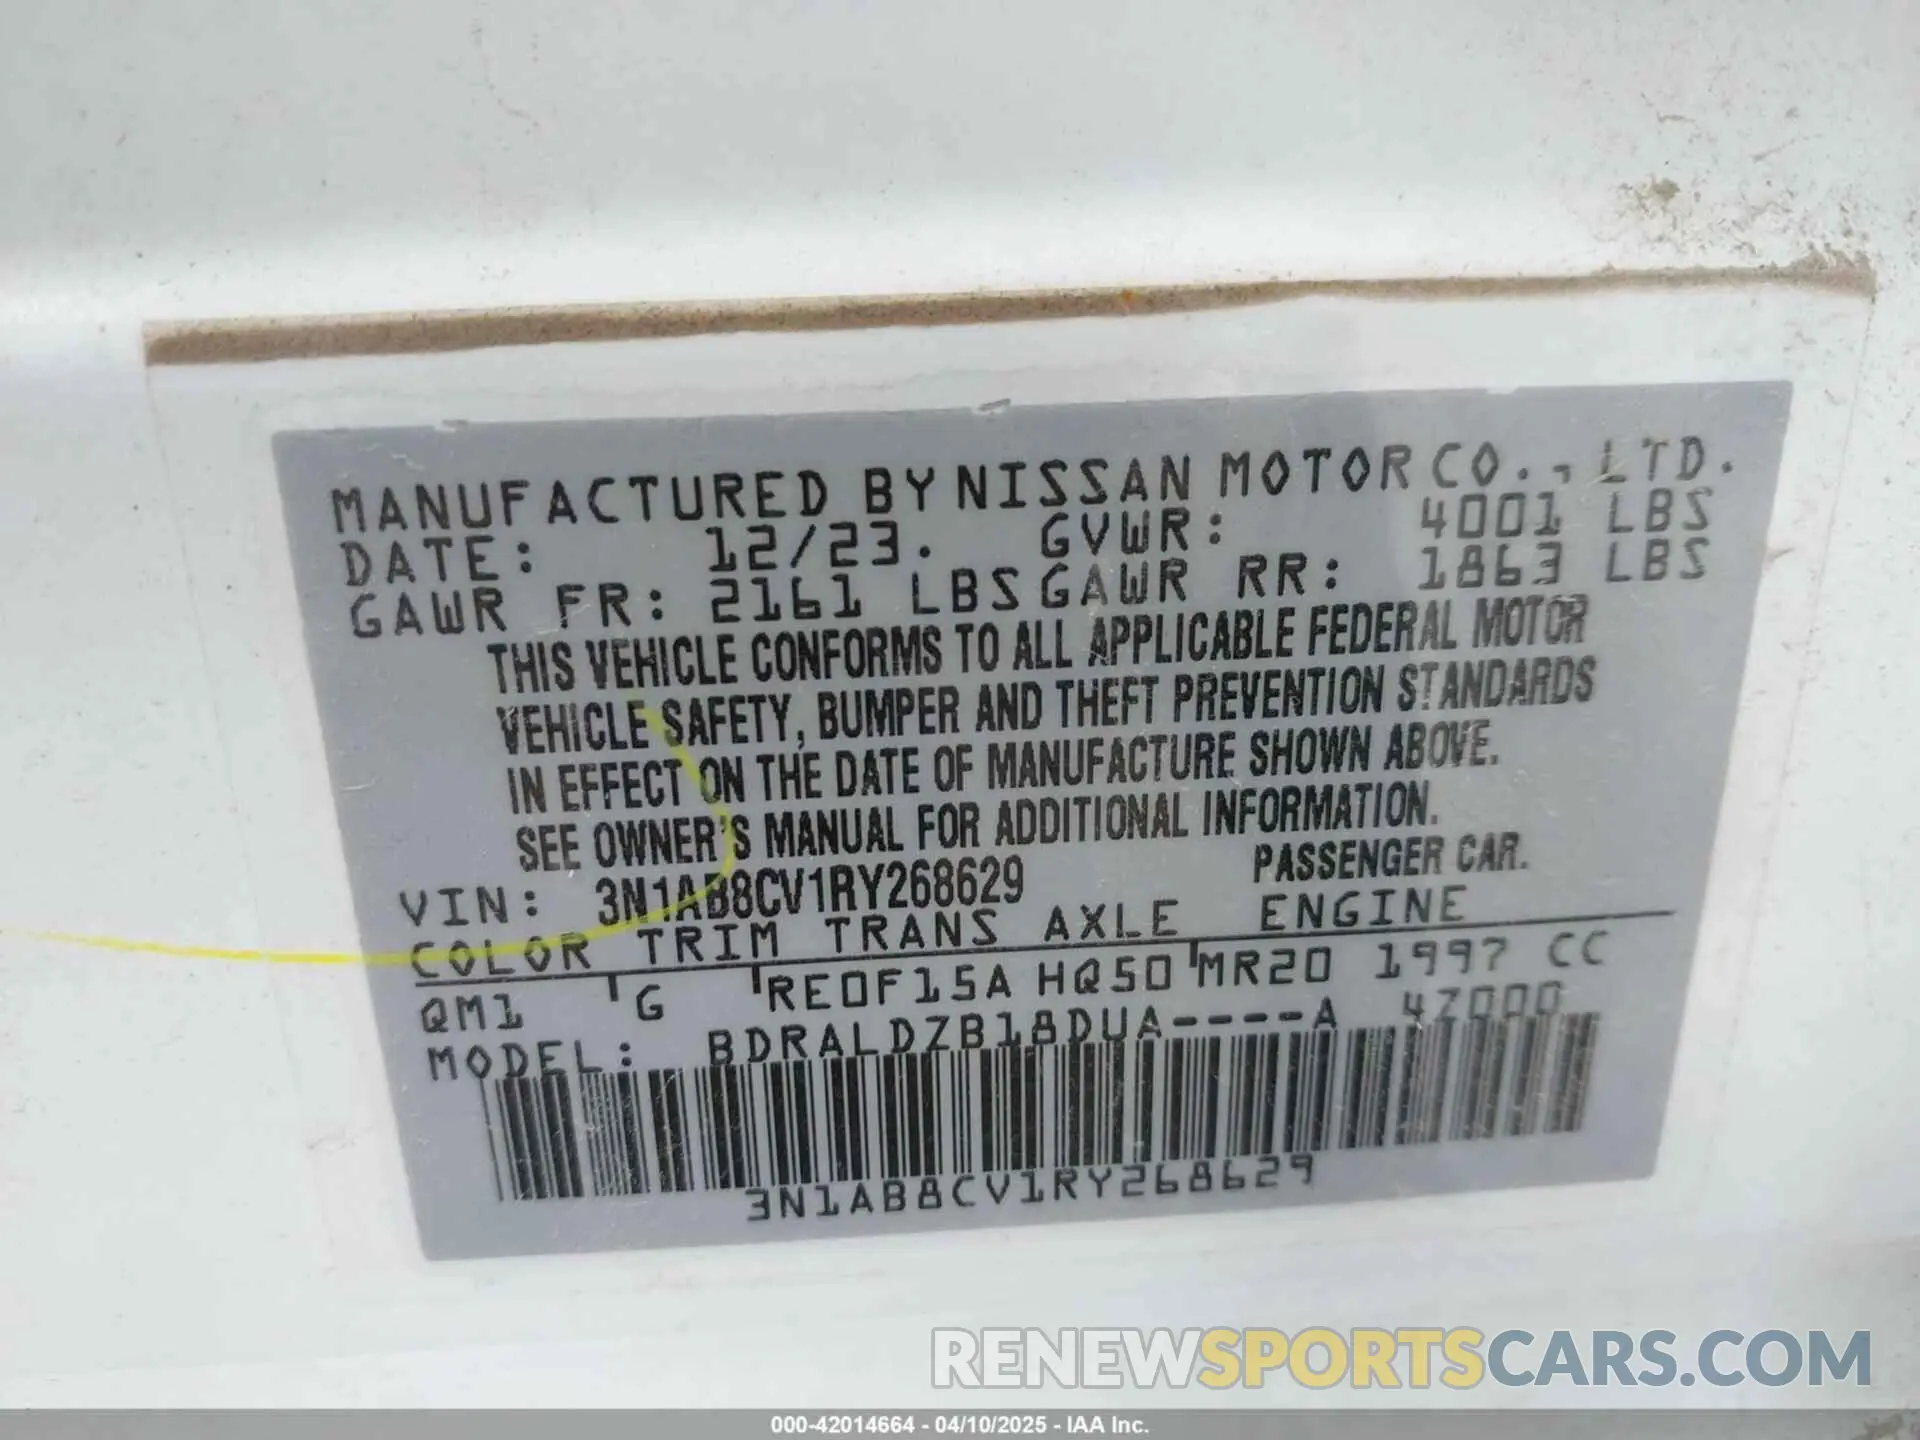 MANUFACTURED BY NISSAN MOTOR CO., LTD.
DATE: 12/23. GVWR: 4001 LBS
GAWR FR: 2161 LBS GAWR RR: 1863 LBS
THIS VEHICLE CONFORMS TO ALL APPLICABLE FEDERAL MOTOR
VEHICLE SAFETY, BUMPER AND THEFT PREVENTION STANDARDS
IN EFFECT ON THE DATE OF MANUFACTURE SHOWN ABOVE.
SEE OWNER'S MANUAL FOR ADDITIONAL INFORMATION.
VIN: 3N1AB8CV1RY268629 PASSENGER CAR.
COLOR TRIM TRANS AXLE ENGINE
QM1 G RE0F15A HQ50 MR20 1997 CC
MODEL: BDRALDZB18DUA----A 4Z000
3N1AB8CV1RY268629
RENEWSPORTSCARS.COM
000-42014664 - 04/10/2025 - IAA Inc.